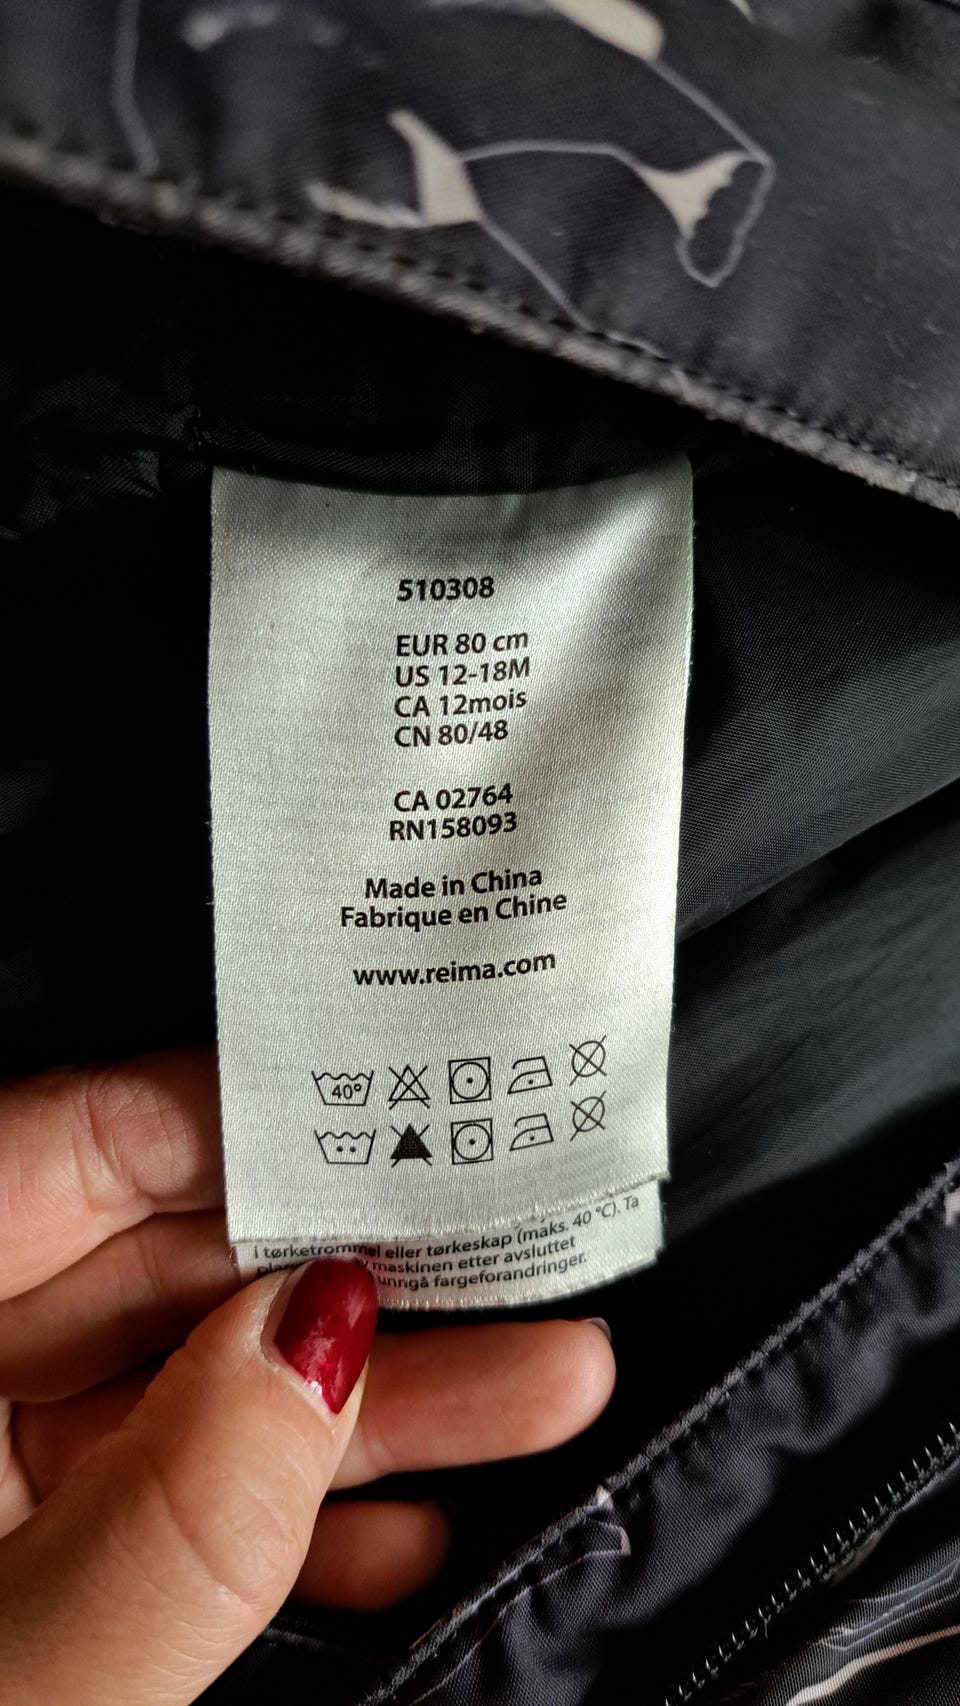 510308
EUR 80 cm
US 12-18M
CA 12mois
CN 80/48
CA 02764
RN158093
Made in China
Fabrique en Chine
www.reima.com
40°
i tørketrommel eller tørkeskap (maks. 40 °C). Ta
maskinen etter avsluttet
unngå fargeforandringer.